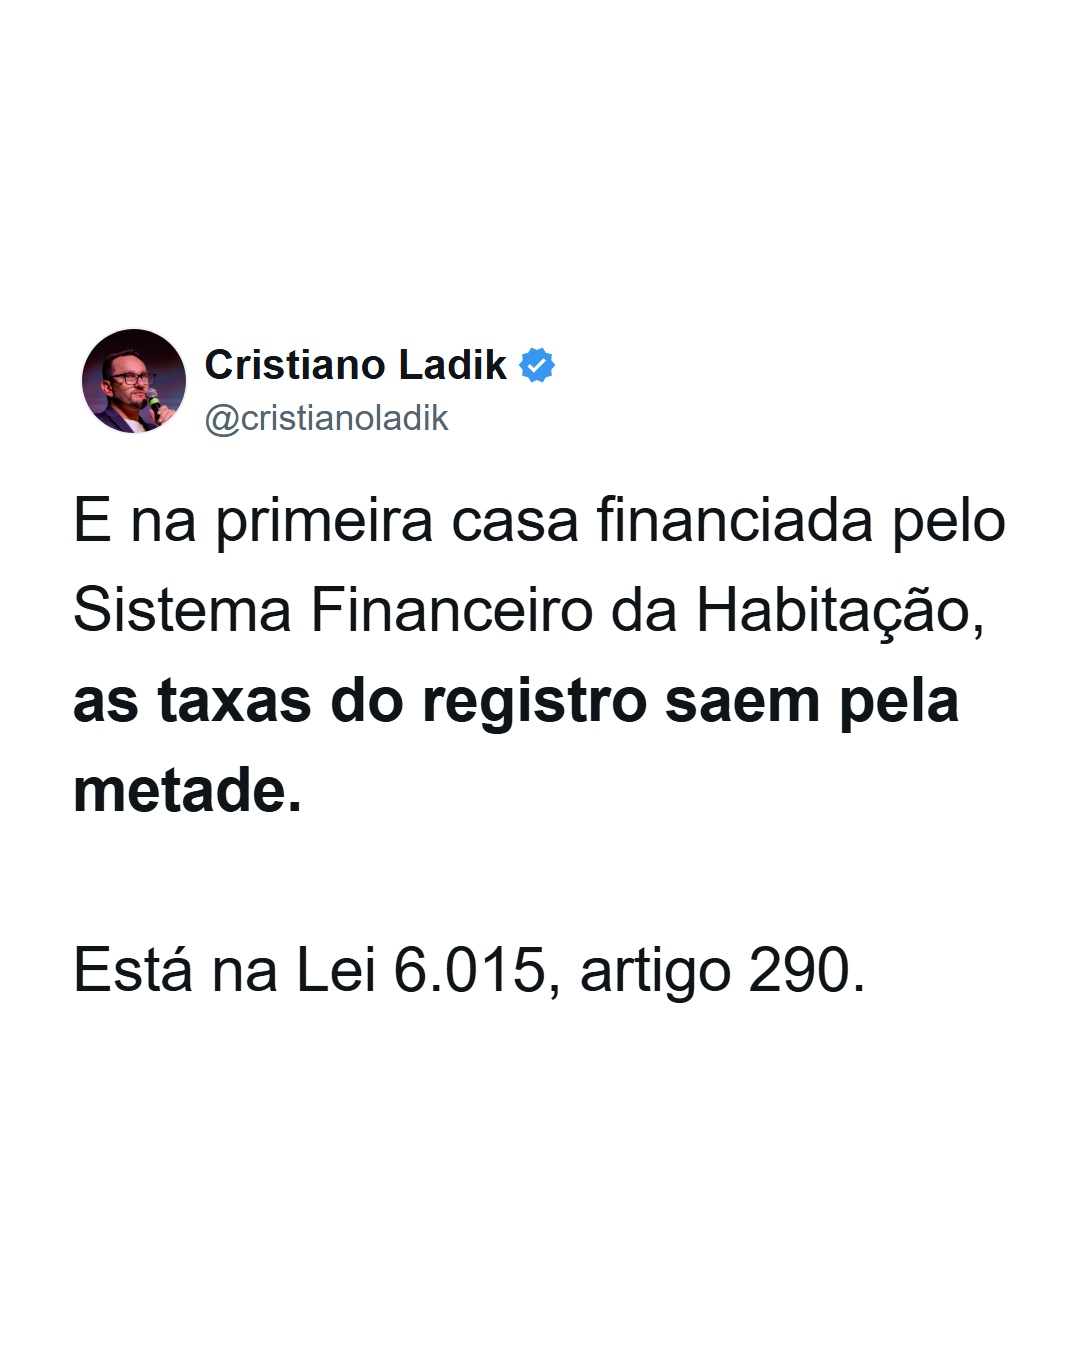 Cristiano Ladik
@cristianoladik
E na primeira casa financiada pelo
Sistema Financeiro da Habitação,
as taxas do registro saem pela
metade.
Está na Lei 6.015, artigo 290.